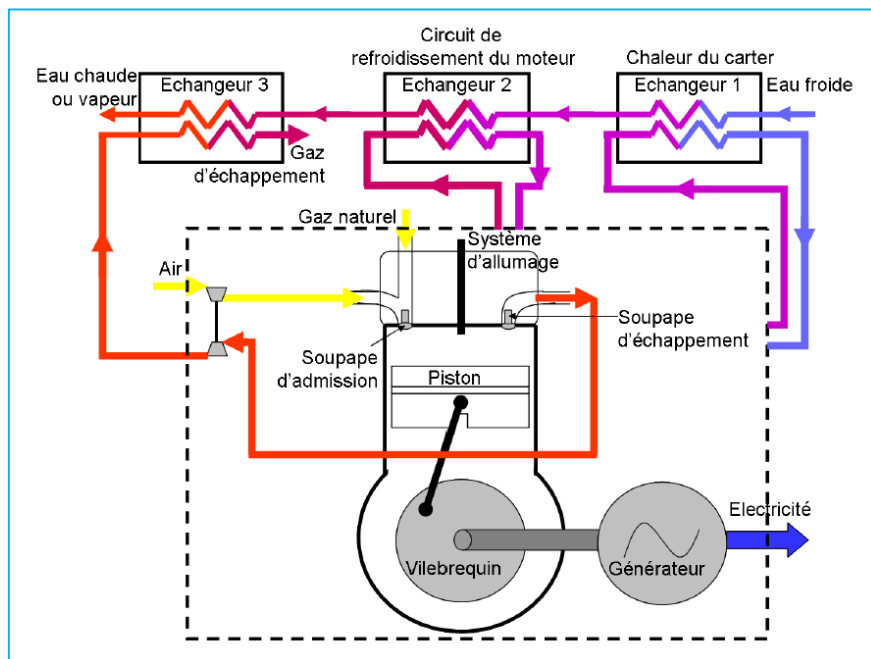 Circuit de
refroidissement du moteur
Chaleur du carter
Eau chaude
ou vapeur
Echangeur 3
Echangeur 2
Echangeur 1
Eau froide
Gaz
d'échappement
Gaz naturel
Système
d'allumage
Air
Soupape
d'échappement
Soupape
d'admission
Piston
Electricité
Vilebrequin
Générateur